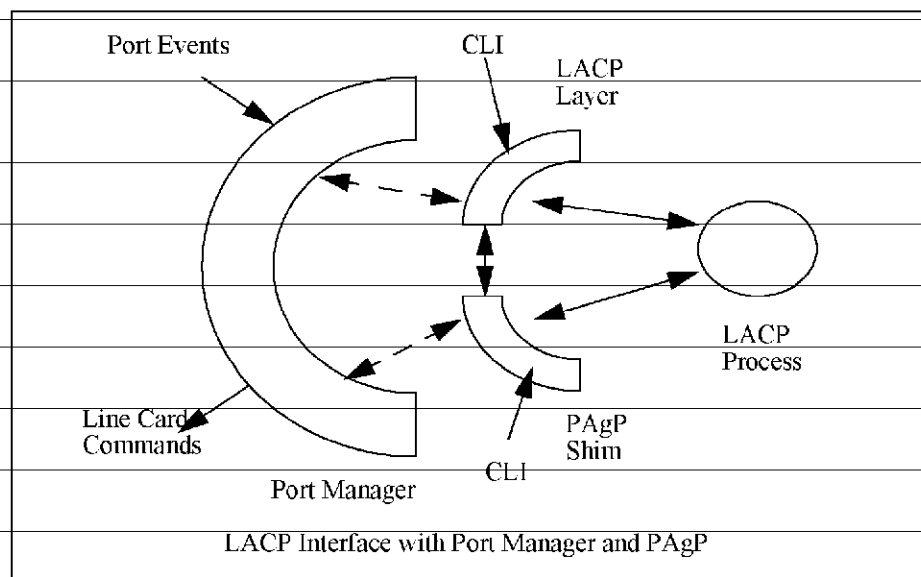 Port Events
CLI
LACP
Layer
LACP
Process
Line Card
Commands
PAgP
Shim
CLI
Port Manager
LACP Interface with Port Manager and PAgP